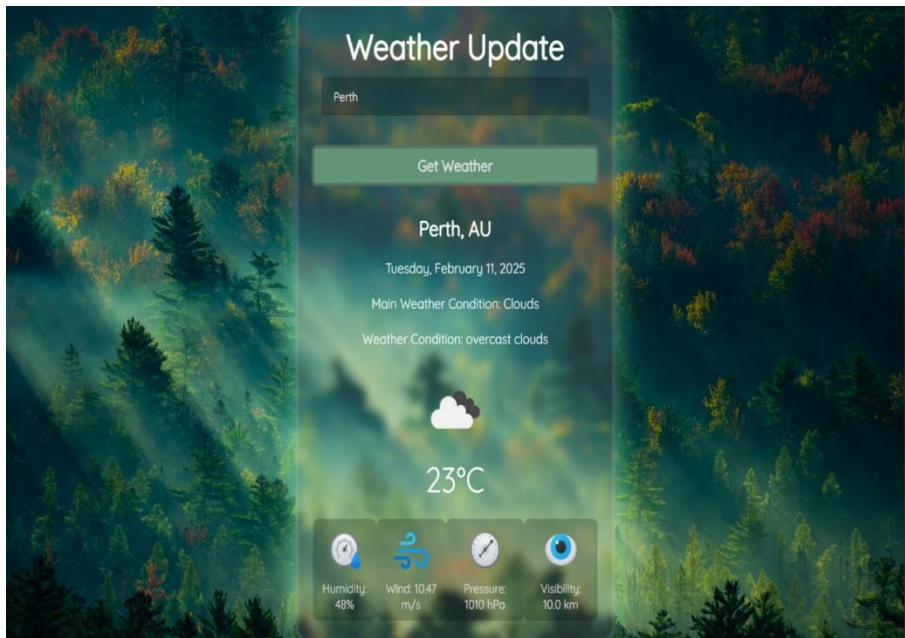 Weather Update
Perth
Get Weather
Perth, AU
Tuesday, February 11, 2025
Main Weather Condition: Clouds
Weather Condition: overcast clouds
23°C
Humidity:
48%
Wind: 10.47
m/s
Pressure:
1010 hPa
Visibility:
10.0 km